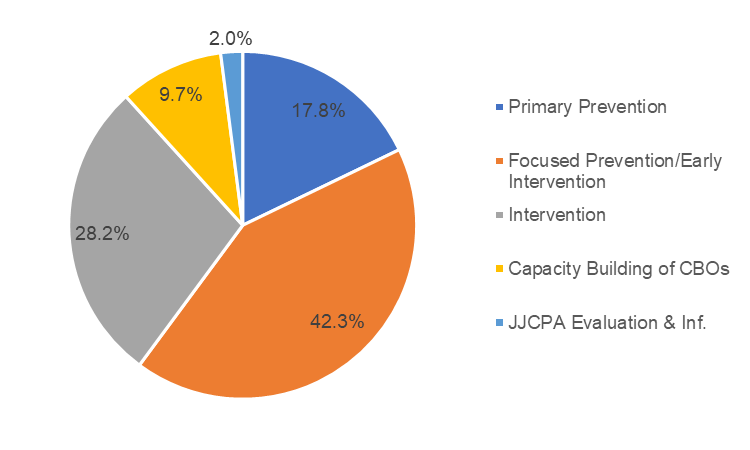 2.0%
9.7%
17.8%
28.2%
42.3%
Primary Prevention
Focused Prevention/Early
Intervention
Intervention
Capacity Building of CBOs
JJCPA Evaluation & Inf.